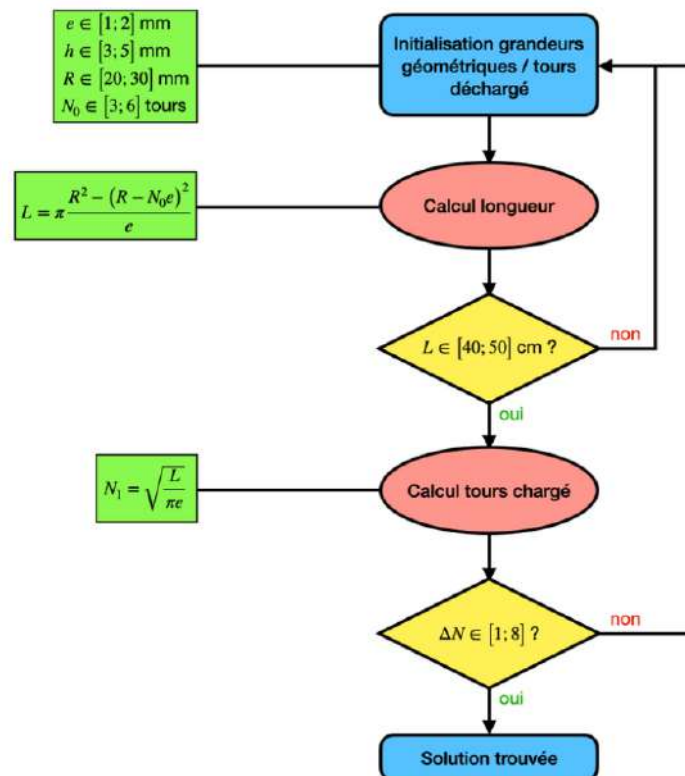 e ∈ [1; 2] mm
h ∈ [3; 5] mm
R ∈ [20; 30] mm
N₀ ∈ [3; 6] tours
Initialisation grandeurs
géométriques / tours
déchargé
L = π (R² − (R − N₀e)²) / e
Calcul longueur
L ∈ [40; 50] cm ?
non
oui
N₁ = √(L / πe)
Calcul tours chargé
ΔN ∈ [1; 8] ?
non
oui
Solution trouvée